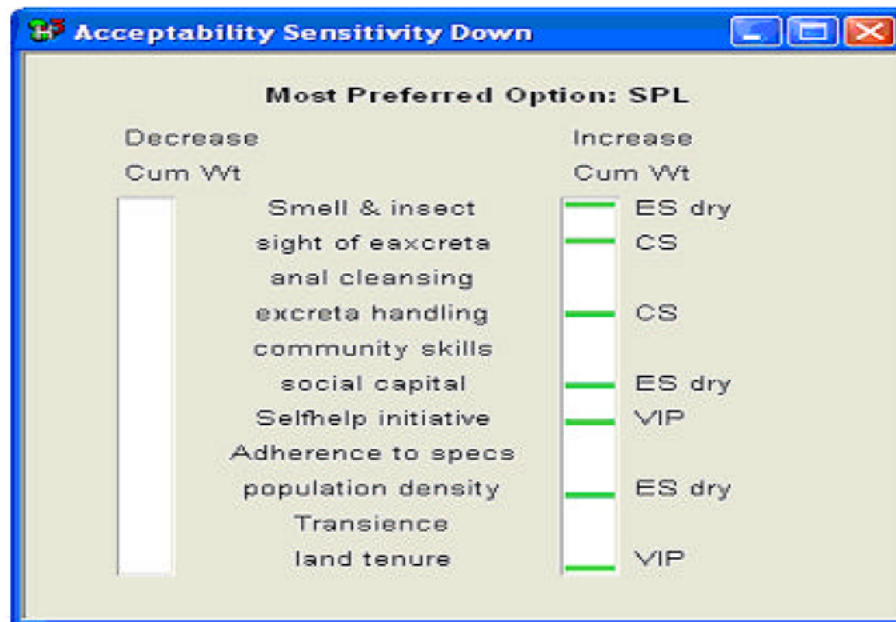 Acceptability Sensitivity Down
Most Preferred Option: SPL
Decrease Increase
Cum Wt Cum Wt
Smell & insect ES dry
sight of eaxcreta CS
anal cleansing
excreta handling CS
community skills
social capital ES dry
Selfhelp initiative VIP
Adherence to specs
population density ES dry
Transience
land tenure VIP